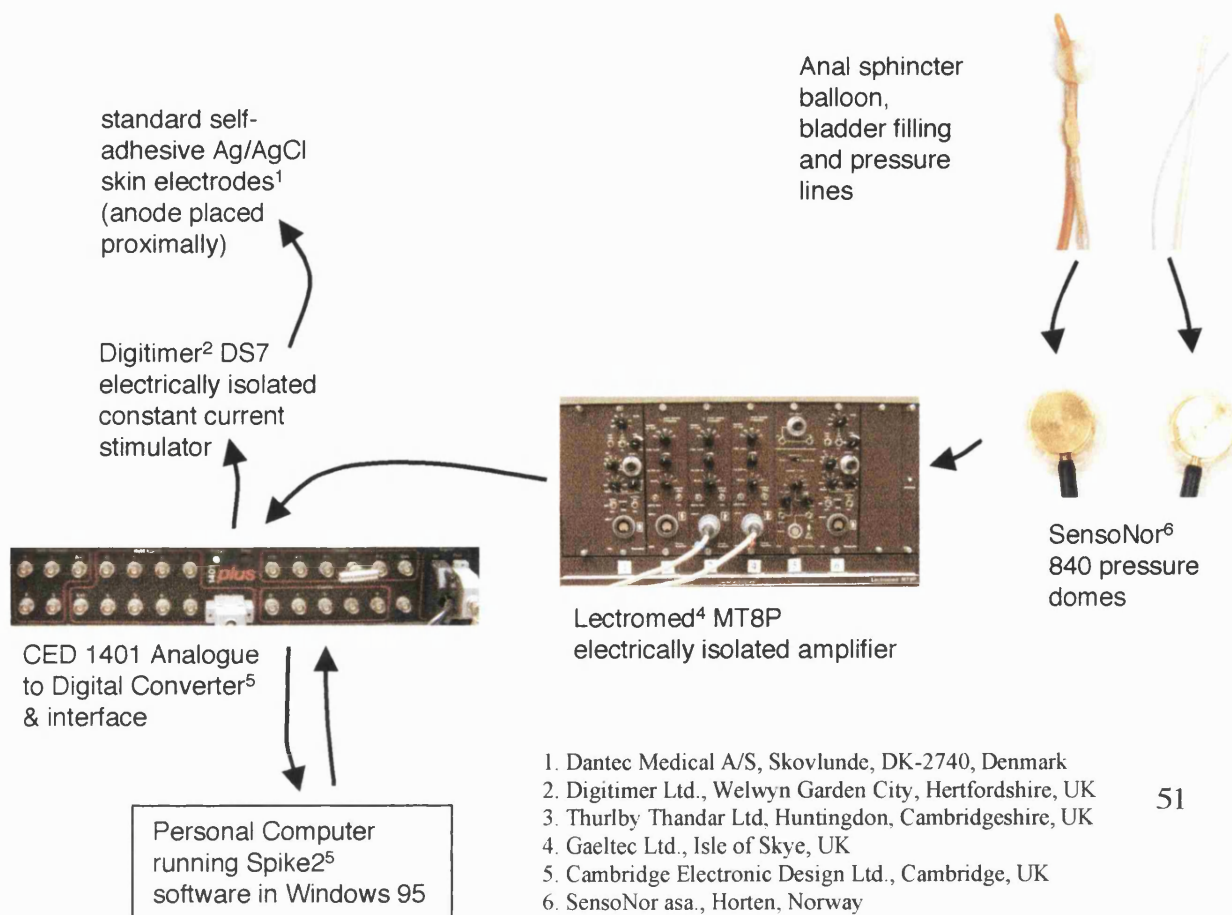 standard self-
adhesive Ag/AgCl
skin electrodes¹
(anode placed
proximally)
Anal sphincter
balloon,
bladder filling
and pressure
lines
Digitimer² DS7
electrically isolated
constant current
stimulator
SensoNor⁶
840 pressure
domes
plus
Lectromed MT8P
Lectromed⁴ MT8P
electrically isolated amplifier
CED 1401 Analogue
to Digital Converter⁵
& interface
Personal Computer
running Spike2⁵
software in Windows 95
1. Dantec Medical A/S, Skovlunde, DK-2740, Denmark
2. Digitimer Ltd., Welwyn Garden City, Hertfordshire, UK
3. Thurlby Thandar Ltd, Huntingdon, Cambridgeshire, UK
4. Gaeltec Ltd., Isle of Skye, UK
5. Cambridge Electronic Design Ltd., Cambridge, UK
6. SensoNor asa., Horten, Norway
51